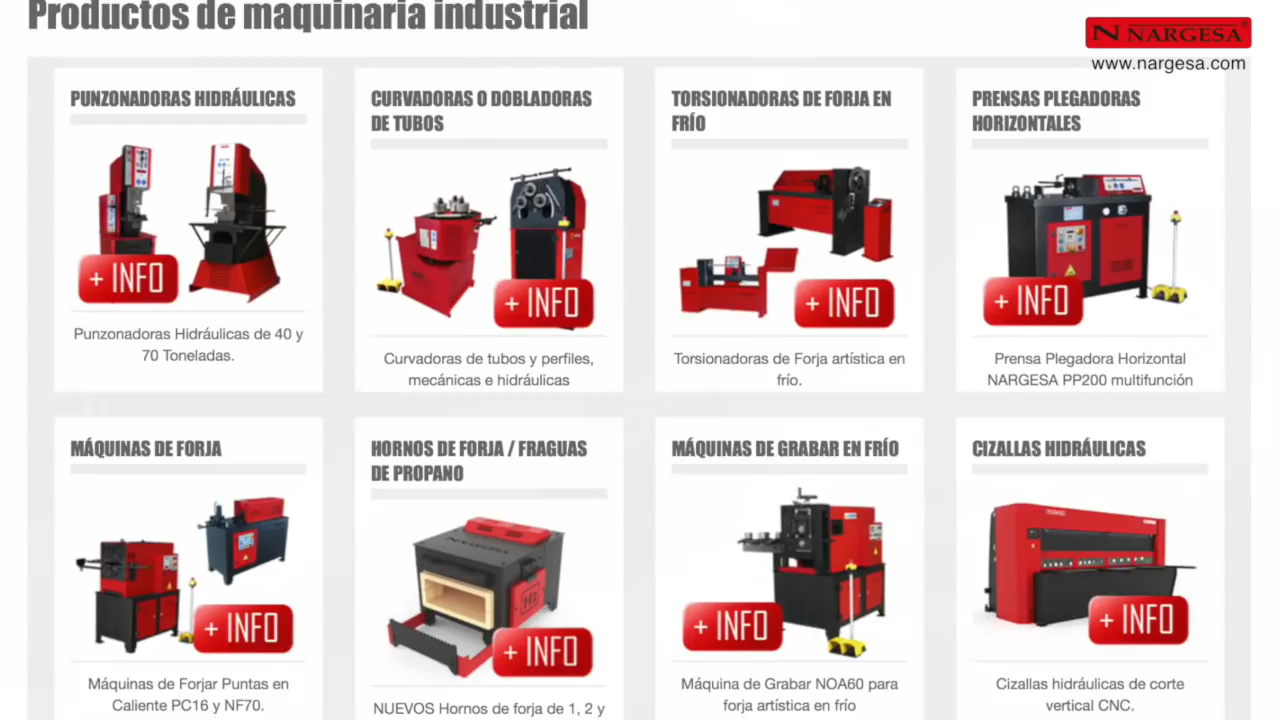 Productos de maquinaria industrial
NARGESA
www.nargesa.com
PUNZONADORAS HIDRÁULICAS
+ INFO
Punzonadoras Hidráulicas de 40 y
70 Toneladas.
CURVADORAS O DOBLADORAS
DE TUBOS
+ INFO
Curvadoras de tubos y perfiles,
mecánicas e hidráulicas
TORSIONADORAS DE FORJA EN
FRÍO
+ INFO
Torsionadoras de Forja artística en
frío.
PRENSAS PLEGADORAS
HORIZONTALES
+ INFO
Prensa Plegadora Horizontal
NARGESA PP200 multifunción
MÁQUINAS DE FORJA
+ INFO
Máquinas de Forjar Puntas en
Caliente PC16 y NF70.
HORNOS DE FORJA / FRAGUAS
DE PROPANO
NARGESA
H2
+ INFO
NUEVOS Hornos de forja de 1, 2 y
MÁQUINAS DE GRABAR EN FRÍO
+ INFO
Máquina de Grabar NOA60 para
forja artística en frío
CIZALLAS HIDRÁULICAS
+ INFO
Cizallas hidráulicas de corte
vertical CNC.